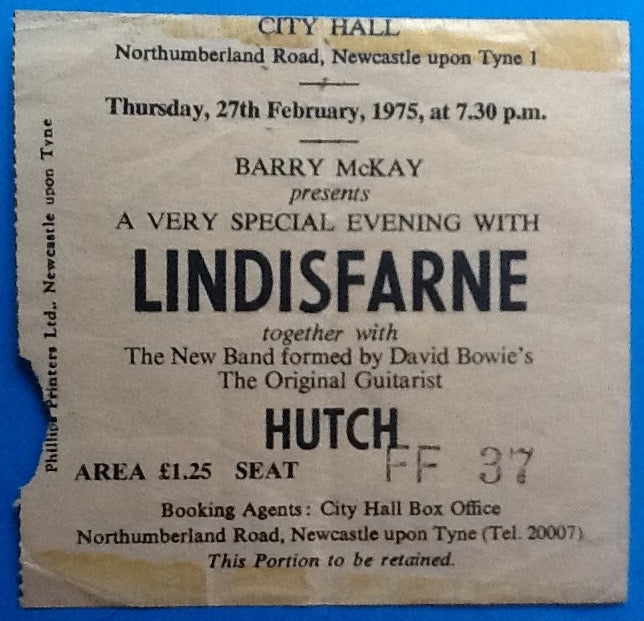 CITY HALL
Northumberland Road, Newcastle upon Tyne 1
Thursday, 27th February, 1975, at 7.30 p.m.
BARRY McKAY
presents
A VERY SPECIAL EVENING WITH
LINDISFARNE
together with
The New Band formed by David Bowie's
The Original Guitarist
HUTCH
AREA £1.25 SEAT FF 37
Booking Agents: City Hall Box Office
Northumberland Road, Newcastle upon Tyne (Tel. 20007)
This Portion to be retained.
Phillips Printers Ltd., Newcastle upon Tyne